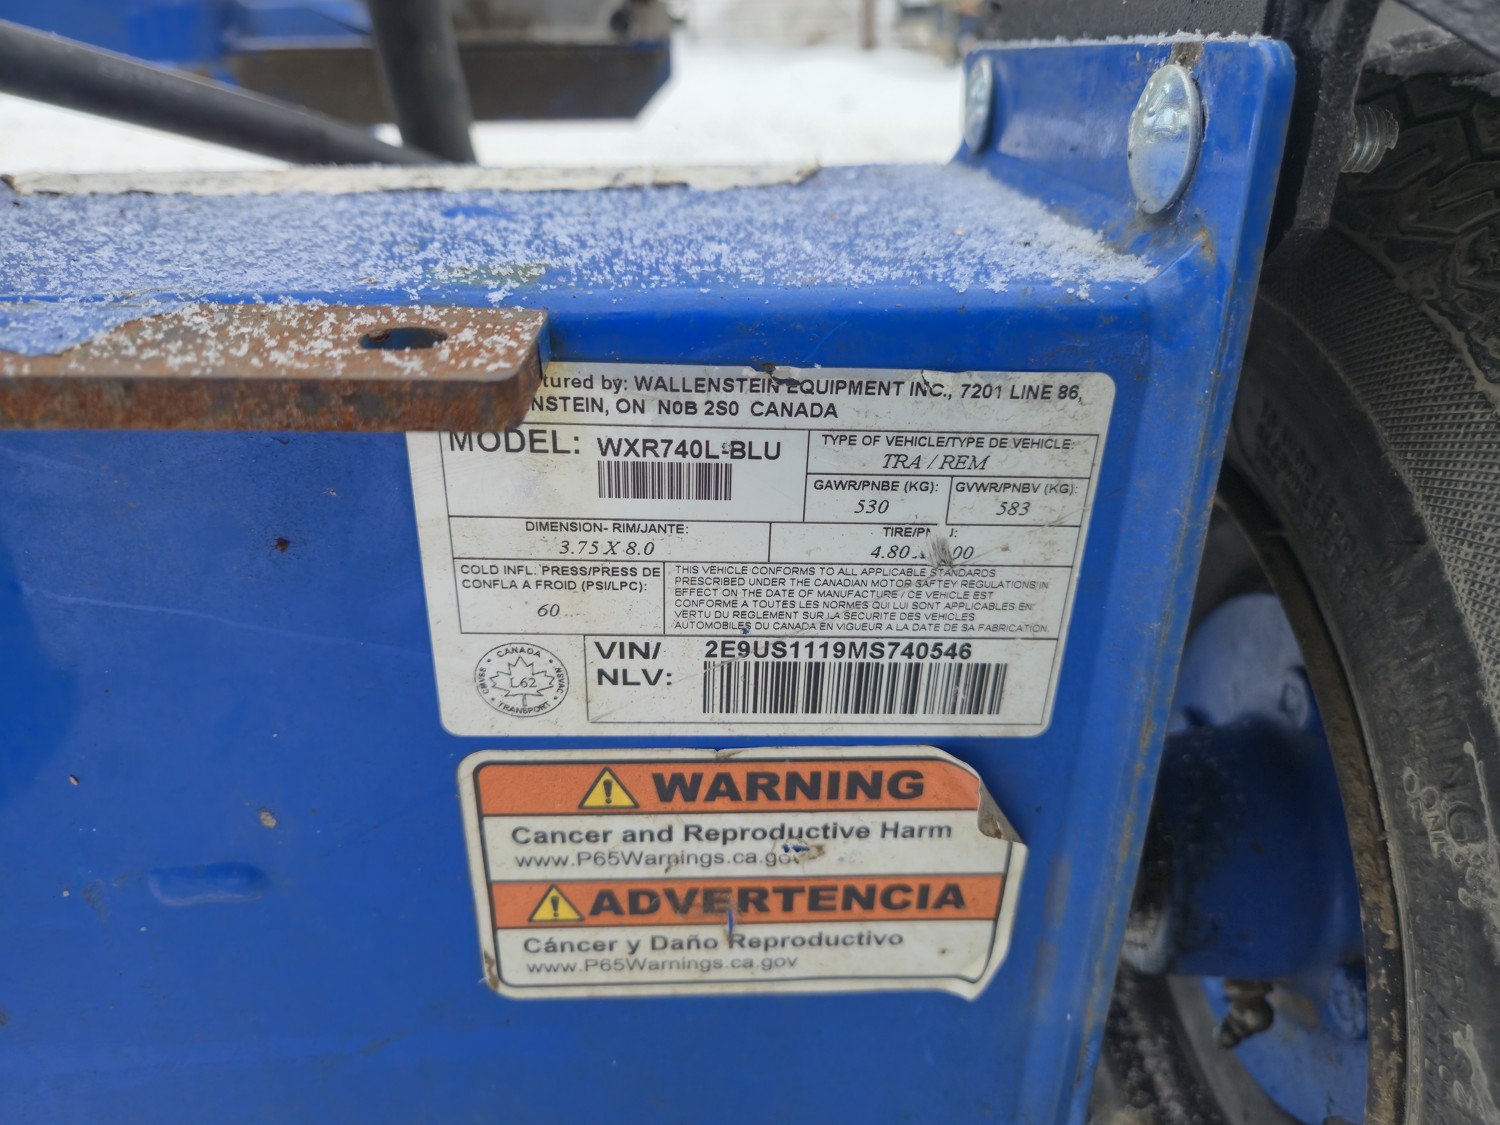 tured by: WALLENSTEIN EQUIPMENT INC., 7201 LINE 86,
NSTEIN, ON N0B 2S0 CANADA
MODEL: WXR740L-BLU
TYPE OF VEHICLE/TYPE DE VEHICLE:
TRA / REM
GAWR/PNBE (KG):
530
GVWR/PNBV (KG):
583
DIMENSION- RIM/JANTE:
3.75 X 8.0
TIRE/PN
4.80
00
COLD INFL. PRESS/PRESS DE
CONFLA A FROID (PSI/LPC):
60
THIS VEHICLE CONFORMS TO ALL APPLICABLE STANDARDS
PRESCRIBED UNDER THE CANADIAN MOTOR SAFTEY REGULATIONS IN
EFFECT ON THE DATE OF MANUFACTURE / CE VEHICLE EST
CONFORME A TOUTES LES NORMES QUI LUI SONT APPLICABLES EN
VERTU DU REGLEMENT SUR LA SECURITE DES VEHICLES
AUTOMOBILES DU CANADA EN VIGUEUR A LA DATE DE SA FABRICATION.
CANADA
L62
TRANSPORT
VIN/ 2E9US1119MS740546
NLV:
WARNING
Cancer and Reproductive Harm
www.P65Warnings.ca.gov
ADVERTENCIA
Cáncer y Daño Reproductivo
www.P65Warnings.ca.gov